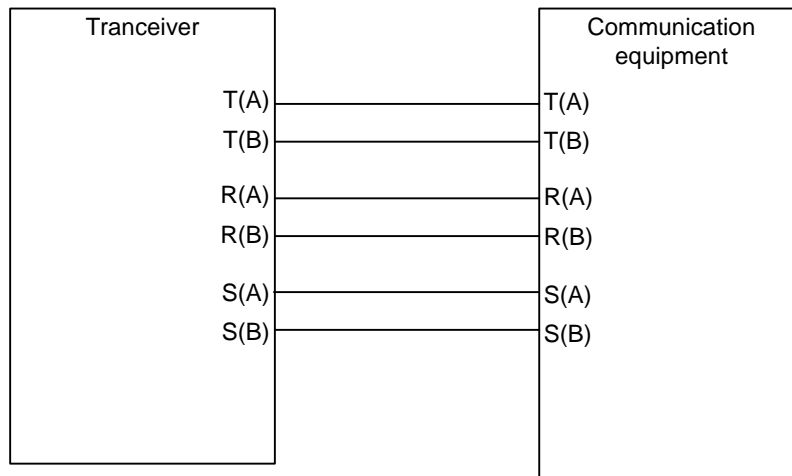 Tranceiver
T(A)
T(B)
R(A)
R(B)
S(A)
S(B)
Communication
equipment
T(A)
T(B)
R(A)
R(B)
S(A)
S(B)